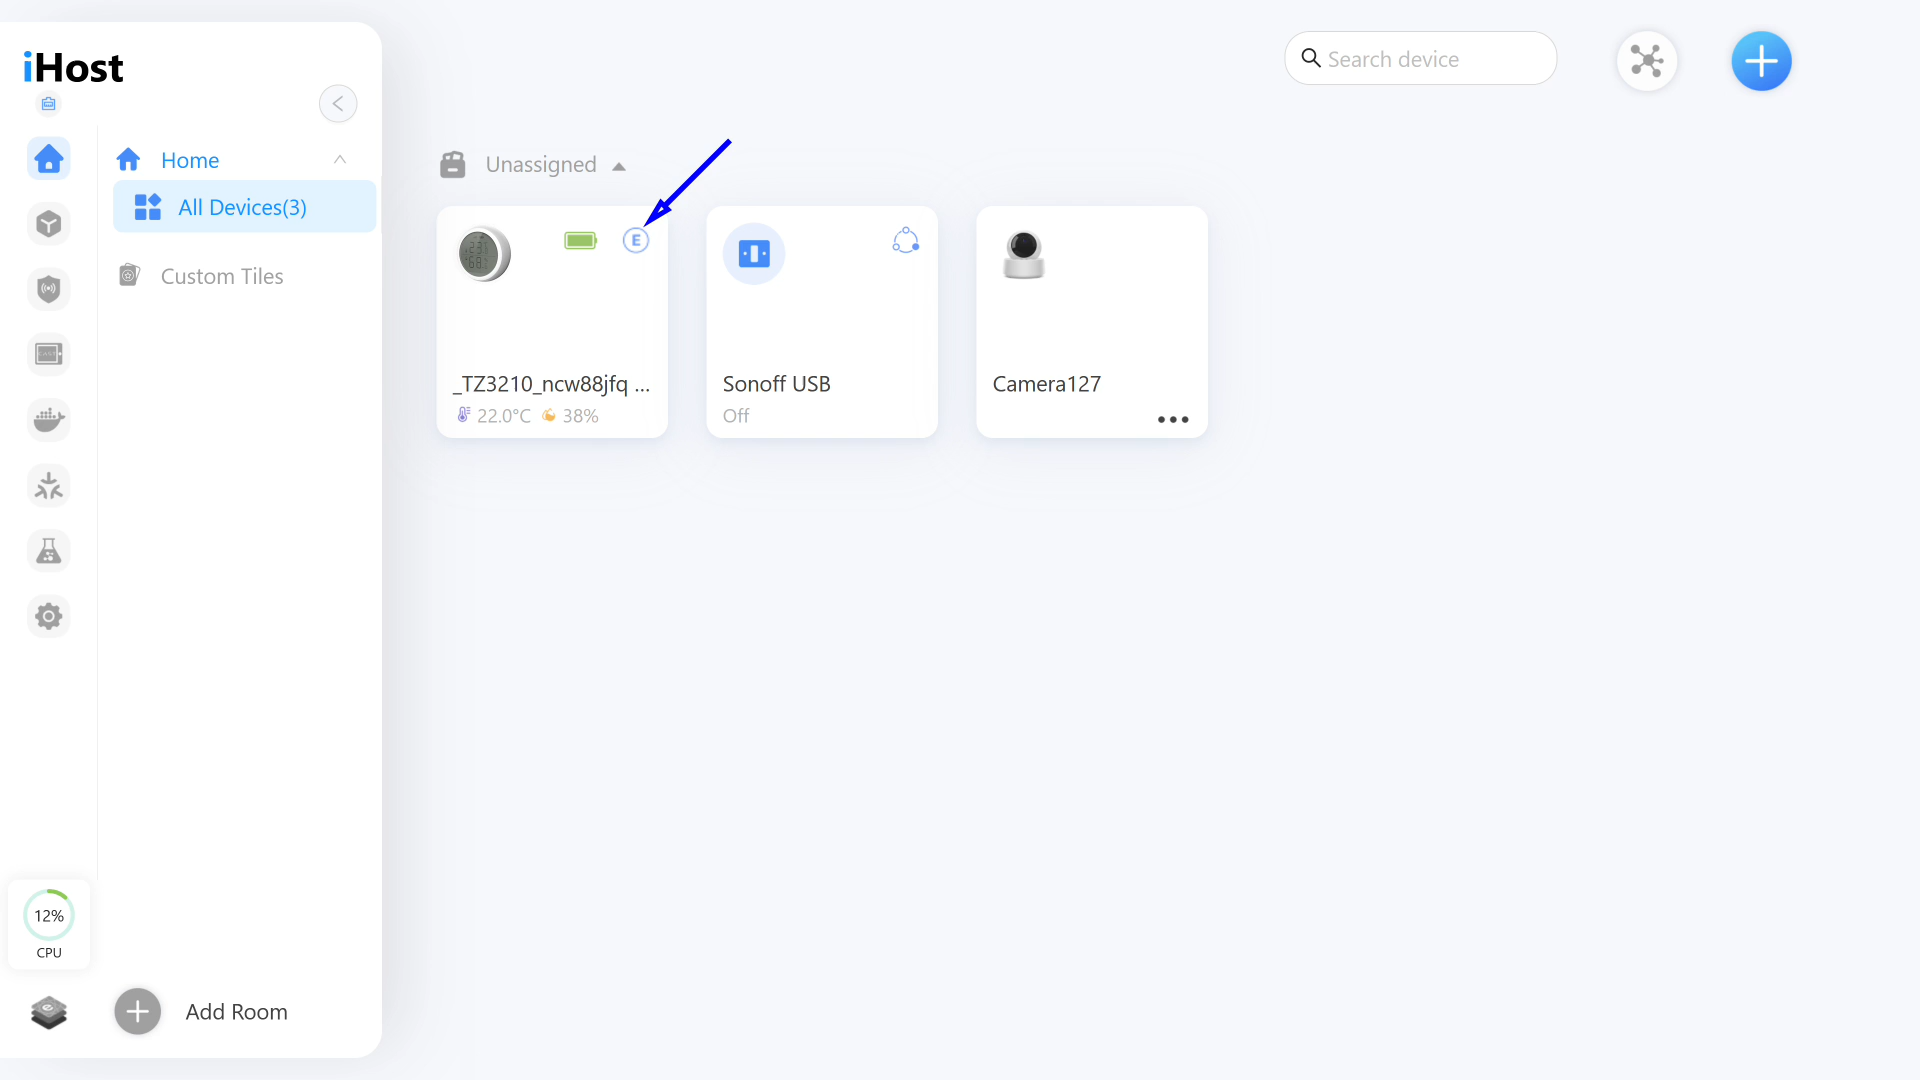 iHost
Search device
Home
All Devices(3)
Custom Tiles
Unassigned
E
_TZ3210_ncw88jfq ...
22.0°C 38%
Sonoff USB
Off
Camera127
CAST
12%
CPU
Add Room